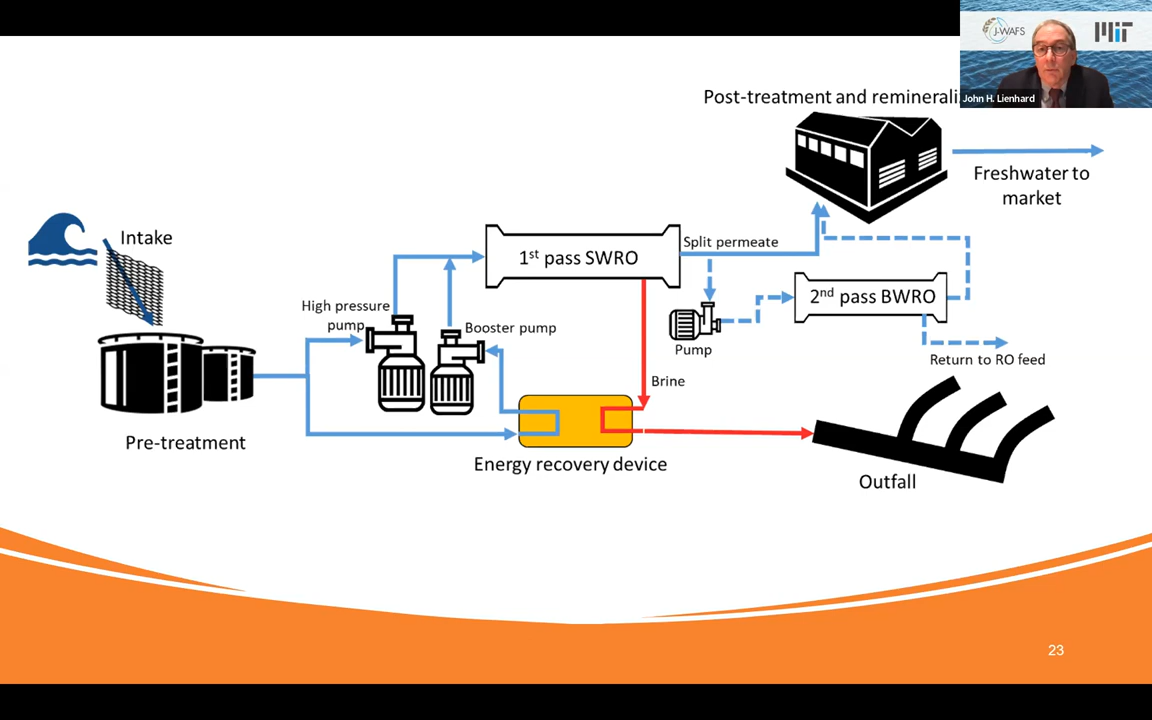 J-WAFS
MIT
John H. Lienhard
Post-treatment and reminerali
Freshwater to
market
Intake
1st pass SWRO
Split permeate
2nd pass BWRO
High pressure
pump
Booster pump
Pump
Return to RO feed
Brine
Pre-treatment
Energy recovery device
Outfall
23